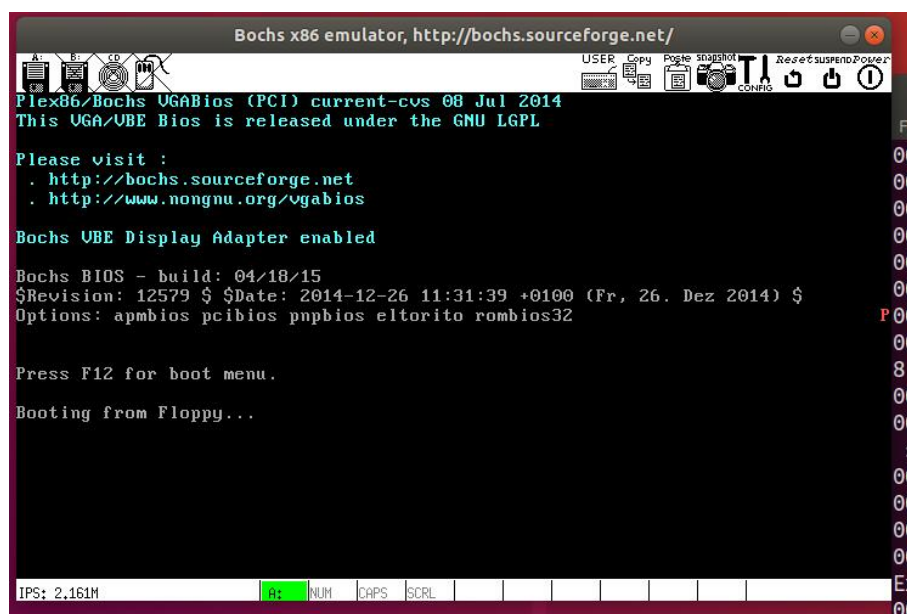 Bochs x86 emulator, http://bochs.sourceforge.net/
A: B: CD USER Copy Paste snapshot CONFIG Reset SUSPEND Power
Plex86/Bochs VGABios (PCI) current-cvs 08 Jul 2014
This VGA/VBE Bios is released under the GNU LGPL
Please visit :
. http://bochs.sourceforge.net
. http://www.nongnu.org/vgabios
Bochs VBE Display Adapter enabled
Bochs BIOS - build: 04/18/15
$Revision: 12579 $ $Date: 2014-12-26 11:31:39 +0100 (Fr, 26. Dez 2014) $
Options: apmbios pcibios pnpbios eltorito rombios32
P
Press F12 for boot menu.
Booting from Floppy...
IPS: 2.161M A: NUM CAPS SCRL